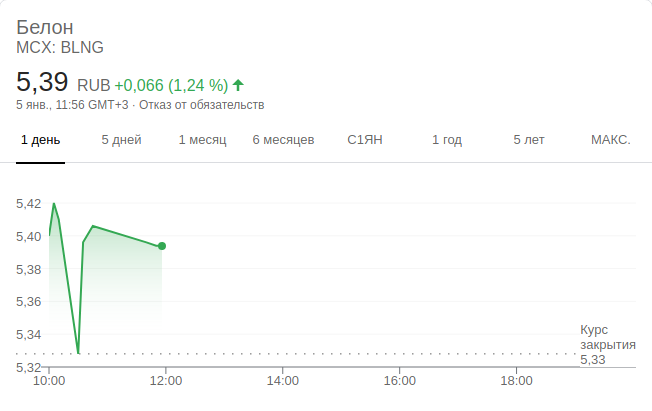 Белон
MCX: BLNG
5,39 RUB +0,066 (1,24 %)
5 янв., 11:56 GMT+3 · Отказ от обязательств
1 день 5 дней 1 месяц 6 месяцев С1ЯН 1 год 5 лет МАКС.
5,42
5,40
5,38
5,36
5,34
5,32
Курс
закрытия
5,33
10:00 12:00 14:00 16:00 18:00